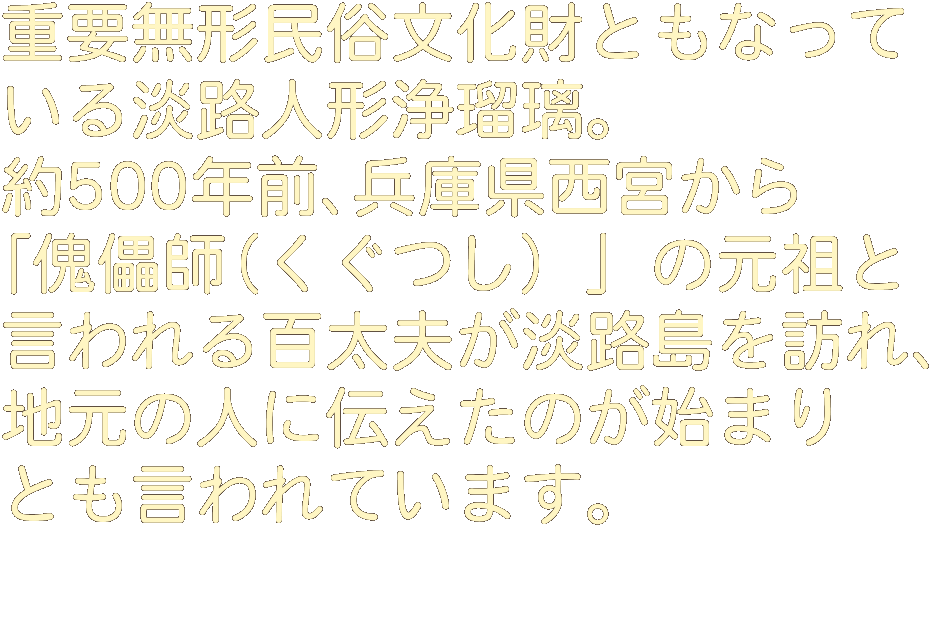 重要無形民俗文化財ともなって
いる淡路人形浄瑠璃。
約500年前、兵庫県西宮から
「傀儡師(くぐつし)」の元祖と
言われる百太夫が淡路島を訪れ、
地元の人に伝えたのが始まり
とも言われています。